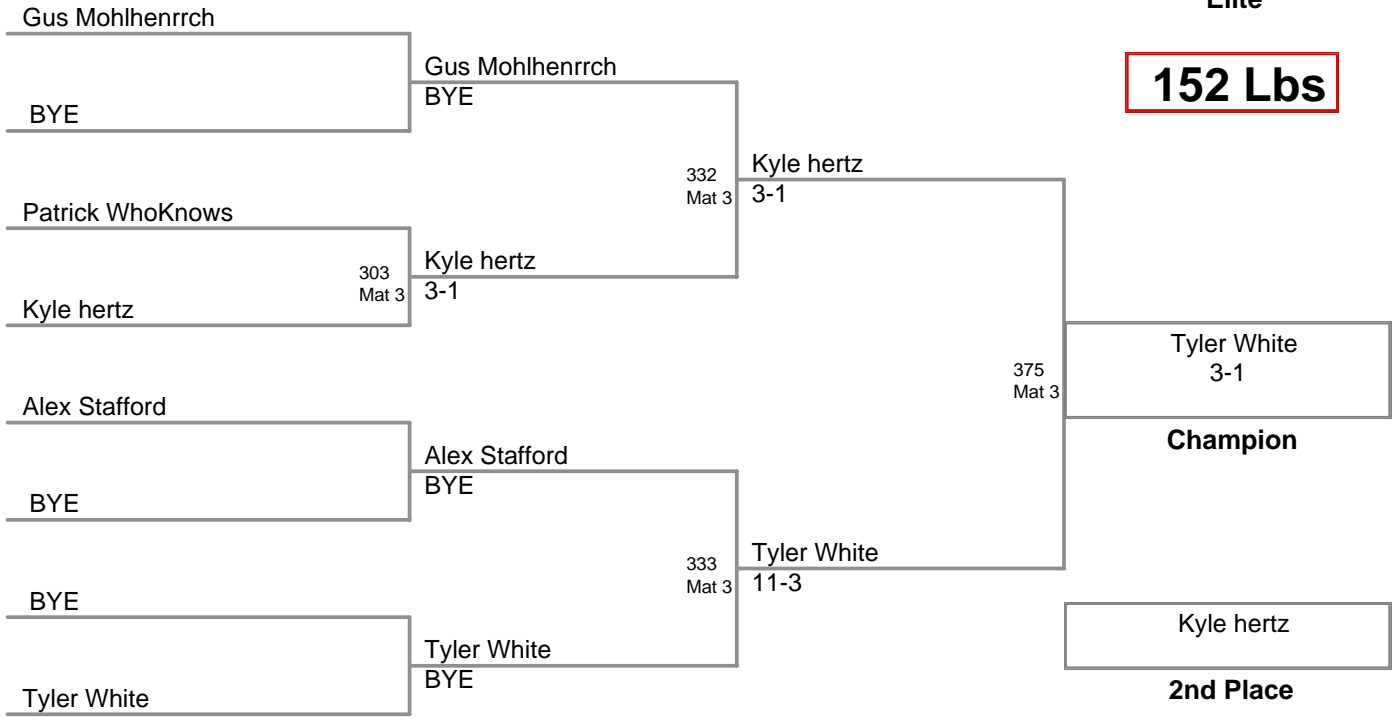 Elite
152 Lbs
Gus Mohlhenrrch
BYE
Patrick WhoKnows
303
Mat 3
Kyle hertz
Alex Stafford
BYE
BYE
Tyler White
Gus Mohlhenrrch
BYE
332
Mat 3
Kyle hertz
3-1
Alex Stafford
BYE
333
Mat 3
Tyler White
BYE
Kyle hertz
3-1
375
Mat 3
Tyler White
11-3
Tyler White
3-1
Champion
Kyle hertz
2nd Place